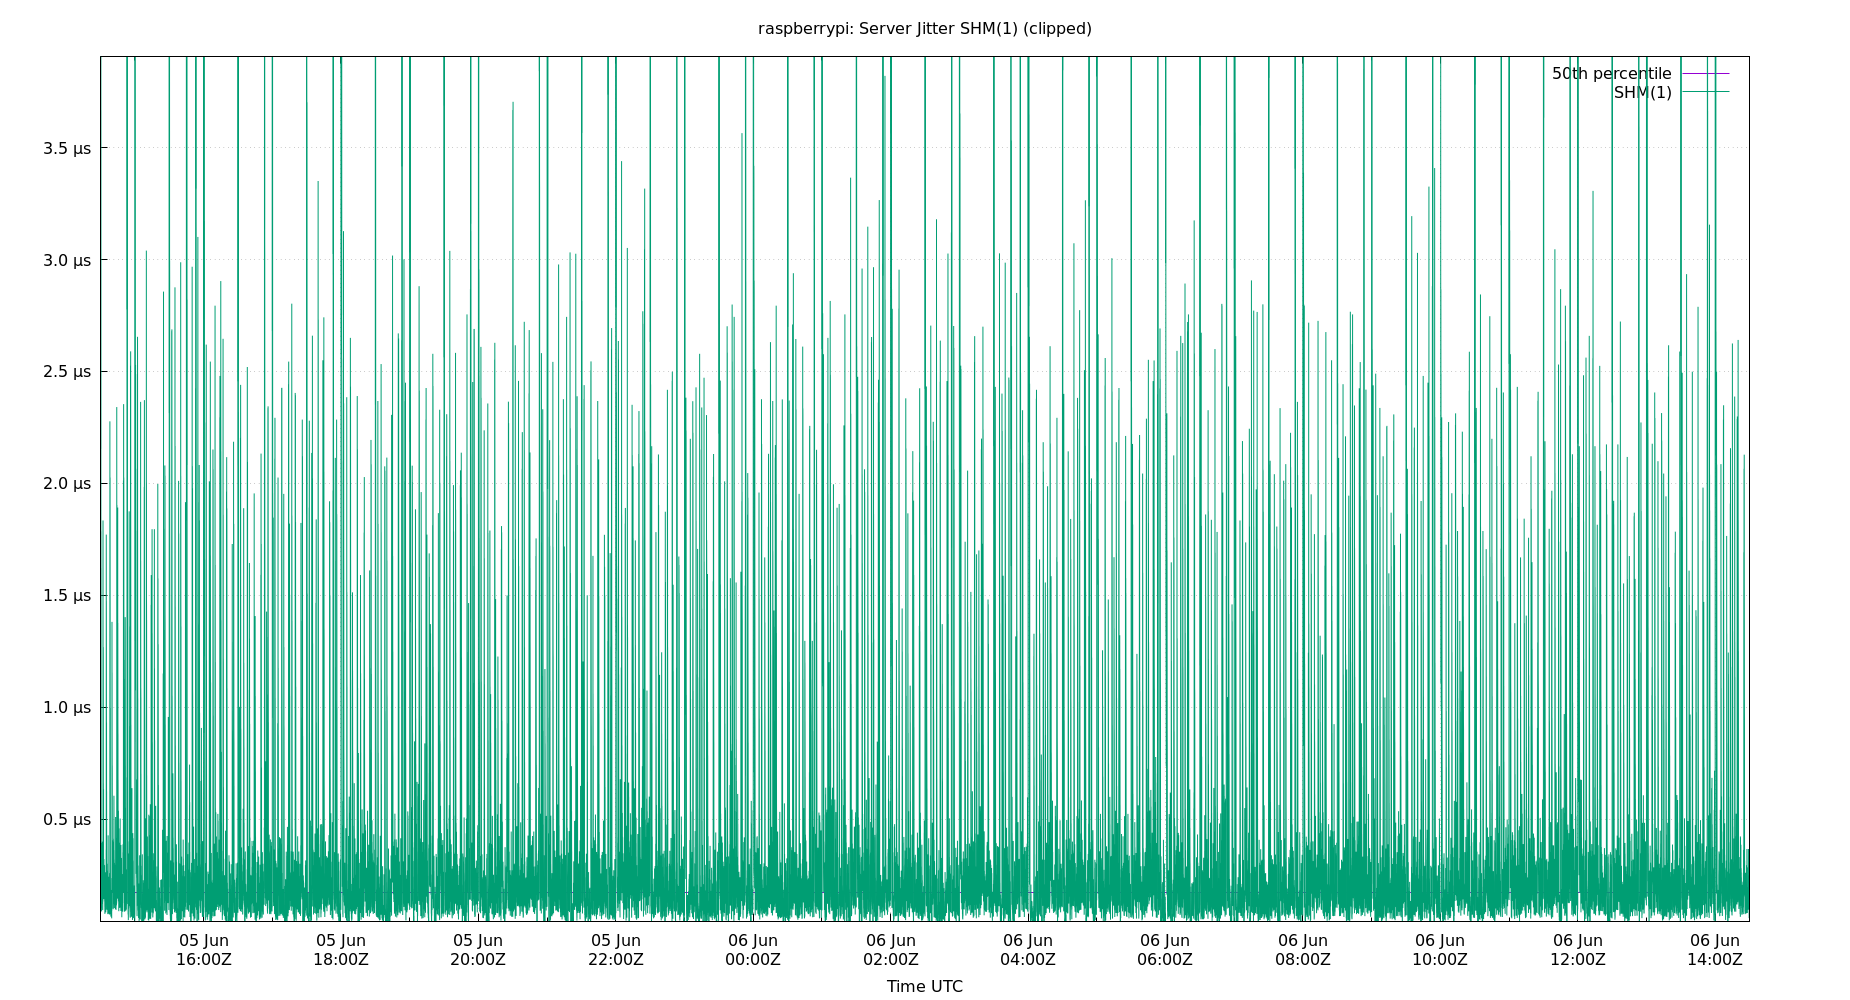 raspberrypi: Server Jitter SHM(1) (clipped)
50th percentile
SHM(1)
3.5 µs
3.0 µs
2.5 µs
2.0 µs
1.5 µs
1.0 µs
0.5 µs
05 Jun 05 Jun 05 Jun 05 Jun 06 Jun 06 Jun 06 Jun 06 Jun 06 Jun 06 Jun 06 Jun 06 Jun
16:00Z 18:00Z 20:00Z 22:00Z 00:00Z 02:00Z 04:00Z 06:00Z 08:00Z 10:00Z 12:00Z 14:00Z
Time UTC